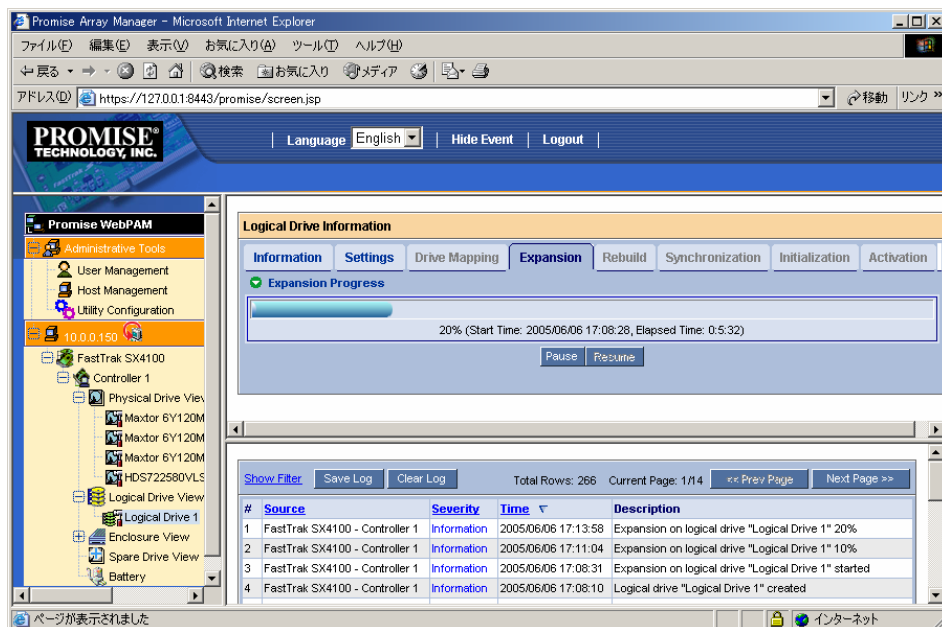 Promise Array Manager - Microsoft Internet Explorer
ファイル(F) 編集(E) 表示(V) お気に入り(A) ツール(T) ヘルプ(H)
戻る 検索 お気に入り メディア
アドレス(D) https://127.0.0.1:8443/promise/screen.jsp 移動 リンク »
PROMISE®
TECHNOLOGY, INC.
| Language English | Hide Event | Logout |
Promise WebPAM
Administrative Tools
User Management
Host Management
Utility Configuration
10.0.0.150
FastTrak SX4100
Controller 1
Physical Drive View
Maxtor 6Y120M
Maxtor 6Y120M
Maxtor 6Y120M
HDS722580VLS
Logical Drive View
Logical Drive 1
Enclosure View
Spare Drive View
Battery
Logical Drive Information
Information Settings Drive Mapping Expansion Rebuild Synchronization Initialization Activation
Expansion Progress
20% (Start Time: 2005/06/06 17:08:28, Elapsed Time: 0:5:32)
Pause Resume
Show Filter Save Log Clear Log Total Rows: 266 Current Page: 1/14 << Prev Page Next Page >>
# Source Severity Time Description
1 FastTrak SX4100 - Controller 1 Information 2005/06/06 17:13:58 Expansion on logical drive "Logical Drive 1" 20%
2 FastTrak SX4100 - Controller 1 Information 2005/06/06 17:11:04 Expansion on logical drive "Logical Drive 1" 10%
3 FastTrak SX4100 - Controller 1 Information 2005/06/06 17:08:31 Expansion on logical drive "Logical Drive 1" started
4 FastTrak SX4100 - Controller 1 Information 2005/06/06 17:08:10 Logical drive "Logical Drive 1" created
ページが表示されました インターネット